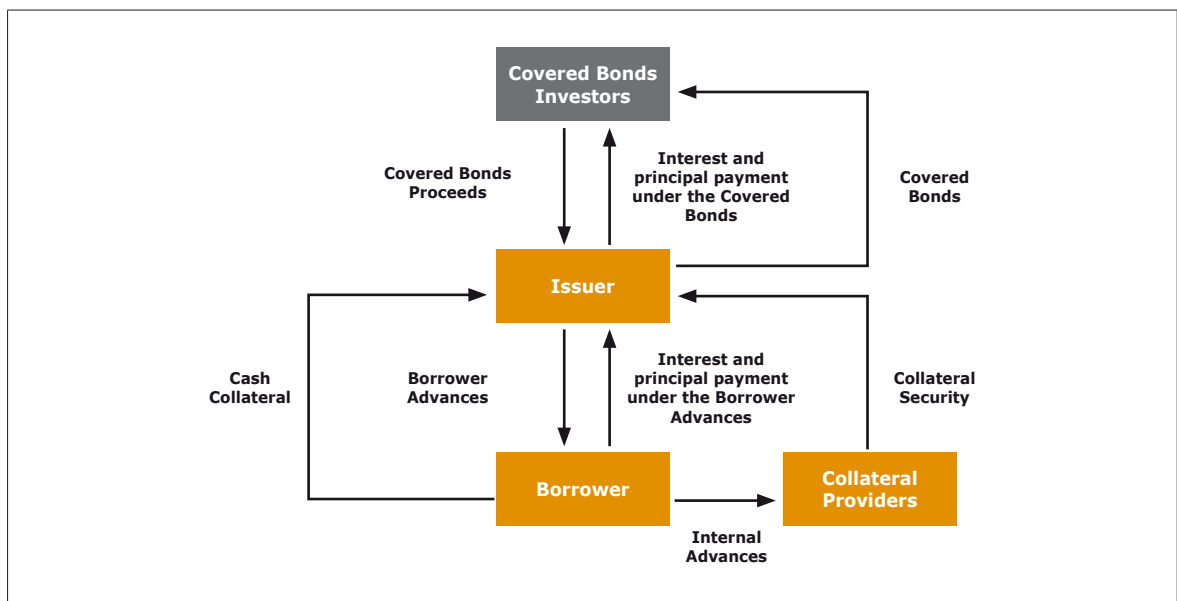 Covered Bonds
Investors
Covered Bonds
Proceeds
Interest and
principal payment
under the Covered
Bonds
Covered
Bonds
Issuer
Cash
Collateral
Borrower
Advances
Interest and
principal payment
under the Borrower
Advances
Collateral
Security
Borrower
Collateral
Providers
Internal
Advances